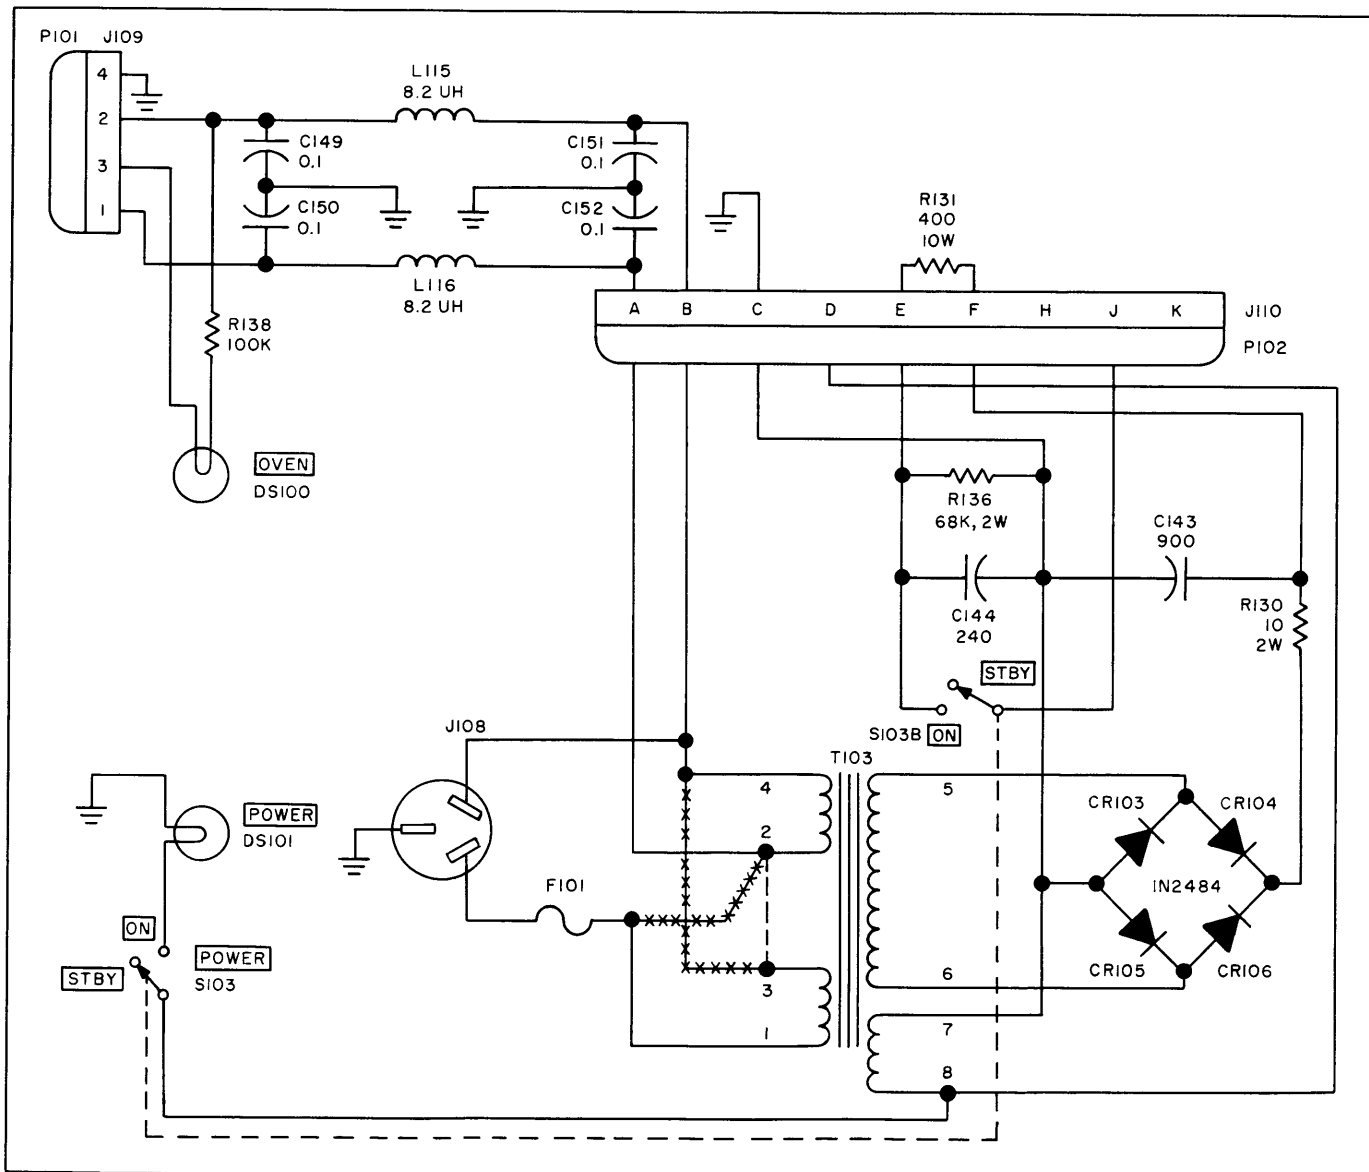 P101 J109
4
2
3
1
L115
8.2 UH
C149
0.1
C150
0.1
C151
0.1
C152
0.1
L116
8.2 UH
R138
100K
OVEN
DS100
R131
400
10W
A B C D E F H J K
J110
P102
R136
68K, 2W
C144
240
C143
900
R130
10
2W
STBY
S103B ON
J108
F101
POWER
DS101
ON
STBY
POWER
S103
T103
4
2
3
1
5
6
7
8
CR103
CR104
1N2484
CR105
CR106